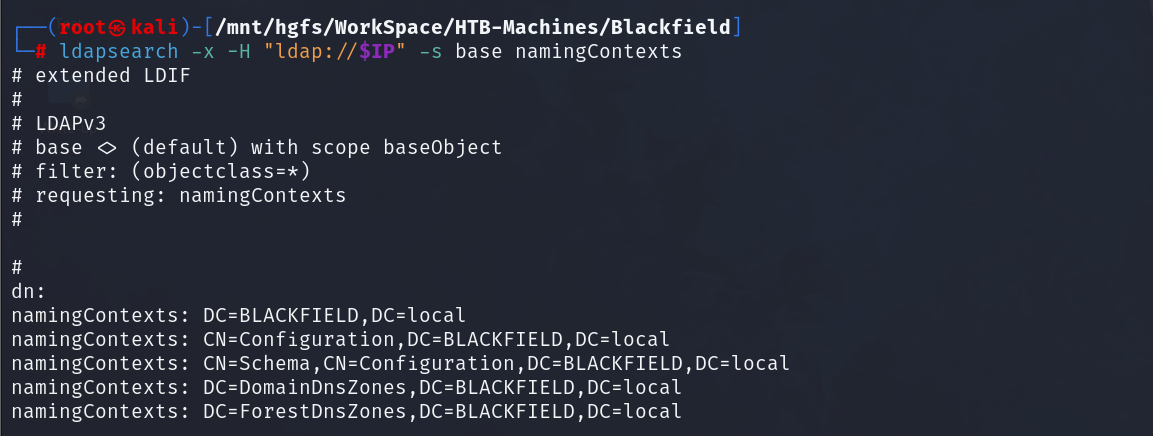 ┌──(root㉿kali)-[/mnt/hgfs/WorkSpace/HTB-Machines/Blackfield]
└─# ldapsearch -x -H "ldap://$IP" -s base namingContexts
# extended LDIF
#
# LDAPv3
# base <> (default) with scope baseObject
# filter: (objectclass=*)
# requesting: namingContexts
#

#
dn:
namingContexts: DC=BLACKFIELD,DC=local
namingContexts: CN=Configuration,DC=BLACKFIELD,DC=local
namingContexts: CN=Schema,CN=Configuration,DC=BLACKFIELD,DC=local
namingContexts: DC=DomainDnsZones,DC=BLACKFIELD,DC=local
namingContexts: DC=ForestDnsZones,DC=BLACKFIELD,DC=local